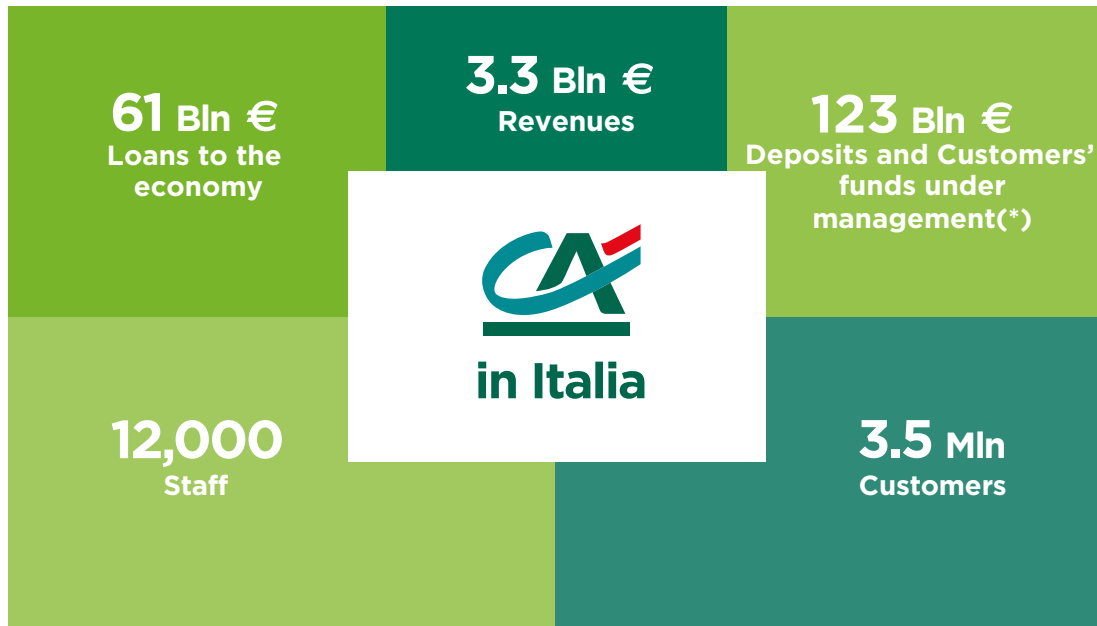 61 Bln €
Loans to the
economy
3.3 Bln €
Revenues
123 Bln €
Deposits and Customers'
funds under
management(*)
CA
in Italia
12,000
Staff
3.5 Mln
Customers